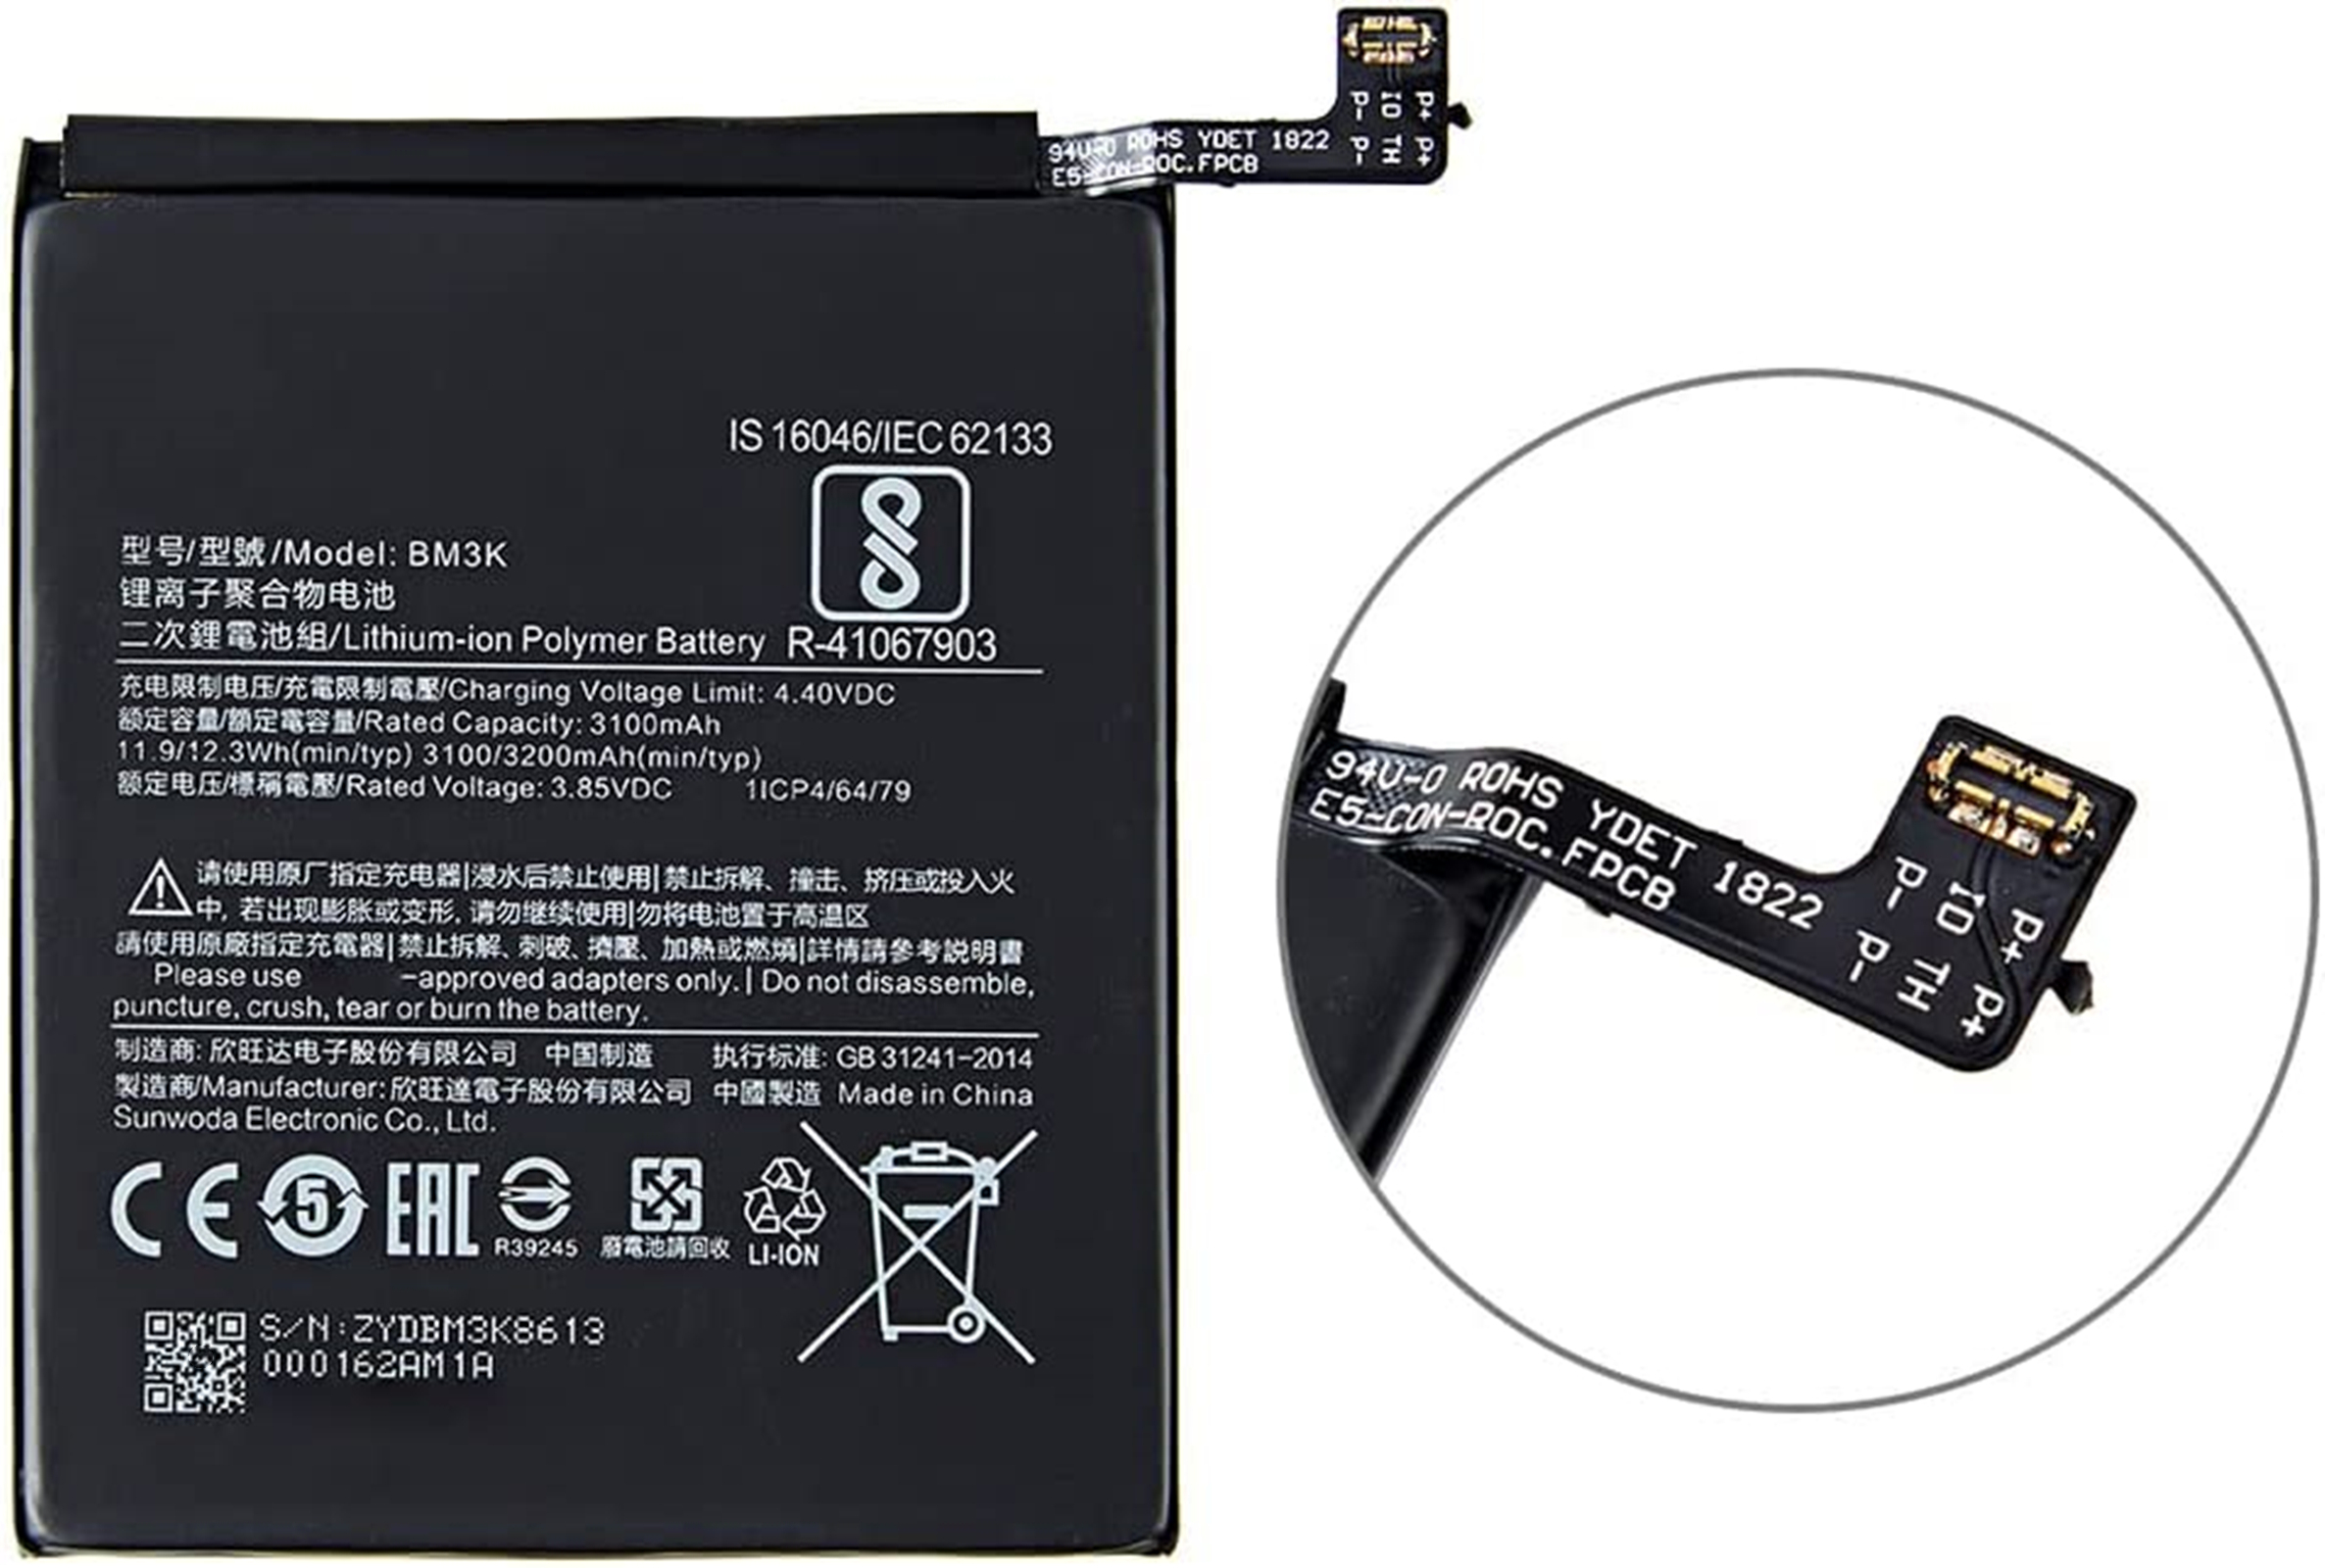 94V-0 ROHS YDET 1822
E5-CON-ROC.FPCB
P- IO P+
P- TH P+
IS 16046/IEC 62133
型号/型號/Model: BM3K
锂离子聚合物电池
二次鋰電池組/Lithium-ion Polymer Battery R-41067903
充电限制电压/充電限制電壓/Charging Voltage Limit: 4.40VDC
额定容量/額定電容量/Rated Capacity: 3100mAh
11.9/12.3Wh(min/typ) 3100/3200mAh(min/typ)
额定电压/標稱電壓/Rated Voltage: 3.85VDC 1ICP4/64/79
请使用原厂指定充电器|浸水后禁止使用|禁止拆解、撞击、挤压或投入火
中, 若出现膨胀或变形, 请勿继续使用|勿将电池置于高温区
請使用原廠指定充電器|禁止拆解、刺破、擠壓、加熱或燃燒|詳情請參考說明書
Please use -approved adapters only. | Do not disassemble,
puncture, crush, tear or burn the battery.
制造商: 欣旺达电子股份有限公司 中国制造 执行标准: GB 31241-2014
製造商/Manufacturer: 欣旺達電子股份有限公司 中國製造 Made in China
Sunwoda Electronic Co., Ltd.
CE 5 EAC
R39245 廢電池請回收 LI-ION
S/N:ZYDBM3K8613
000162AM1A
94V-0 ROHS YDET 1822
E5-CON-ROC.FPCB
P- IO P+
P- TH P+